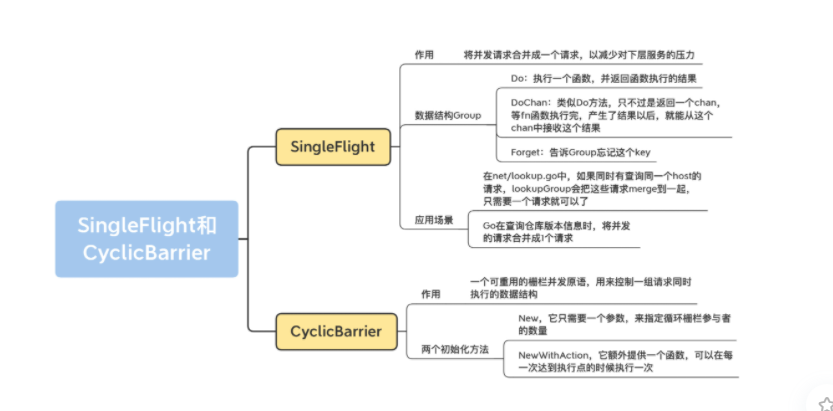 SingleFlight和
CyclicBarrier
SingleFlight
作用
将并发请求合并成一个请求，以减少对下层服务的压力
数据结构Group
Do：执行一个函数，并返回函数执行的结果
DoChan：类似Do方法，只不过是返回一个chan，
等fn函数执行完，产生了结果以后，就能从这个
chan中接收这个结果
Forget：告诉Group忘记这个key
应用场景
在net/lookup.go中，如果同时有查询同一个host的
请求，lookupGroup会把这些请求merge到一起，
只需要一个请求就可以了
Go在查询仓库版本信息时，将并发
的请求合并成1个请求
CyclicBarrier
作用
一个可重用的栅栏并发原语，用来控制一组请求同时
执行的数据结构
两个初始化方法
New，它只需要一个参数，来指定循环栅栏参与者
的数量
NewWithAction，它额外提供一个函数，可以在每
一次达到执行点的时候执行一次